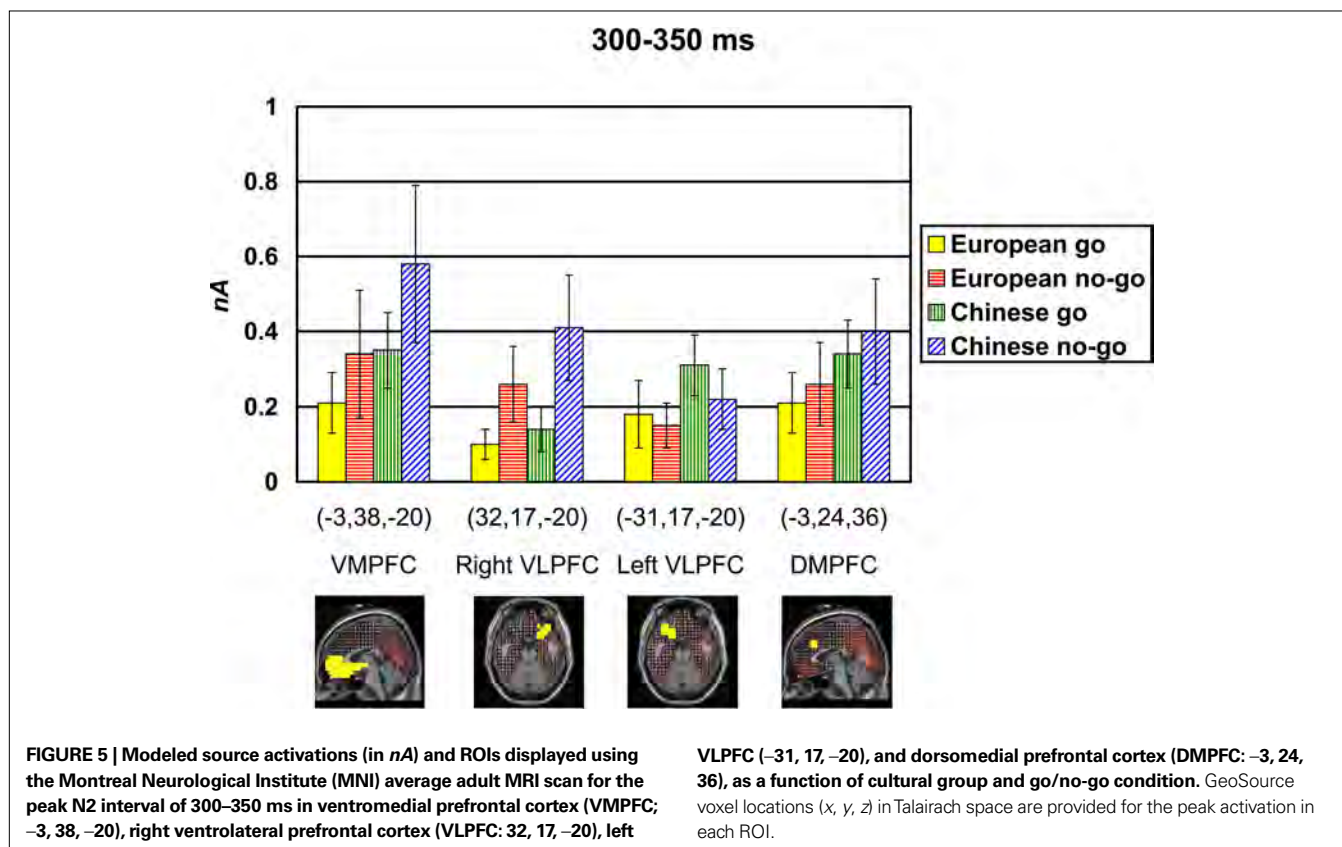 300-350 ms
1
0.8
0.6
0.4
0.2
0
nA
European go
European no-go
Chinese go
Chinese no-go
(-3,38,-20) (32,17,-20) (-31,17,-20) (-3,24,36)
VMPFC Right VLPFC Left VLPFC DMPFC
FIGURE 5 | Modeled source activations (in nA) and ROIs displayed using
the Montreal Neurological Institute (MNI) average adult MRI scan for the
peak N2 interval of 300–350 ms in ventromedial prefrontal cortex (VMPFC;
–3, 38, –20), right ventrolateral prefrontal cortex (VLPFC: 32, 17, –20), left
VLPFC (–31, 17, –20), and dorsomedial prefrontal cortex (DMPFC: –3, 24,
36), as a function of cultural group and go/no-go condition. GeoSource
voxel locations (x, y, z) in Talairach space are provided for the peak activation in
each ROI.